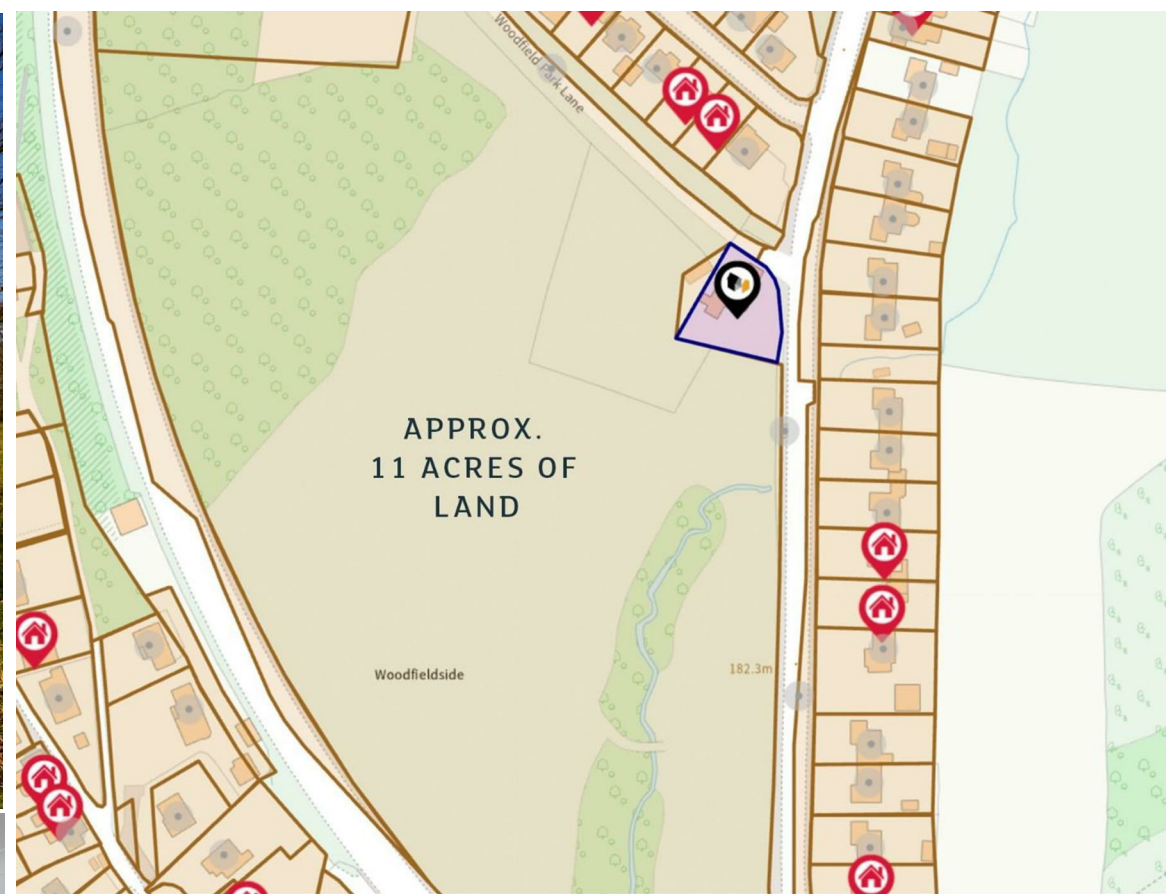 Woodfield Park Lane
APPROX.
11 ACRES OF
LAND
Woodfieldside
182.3m